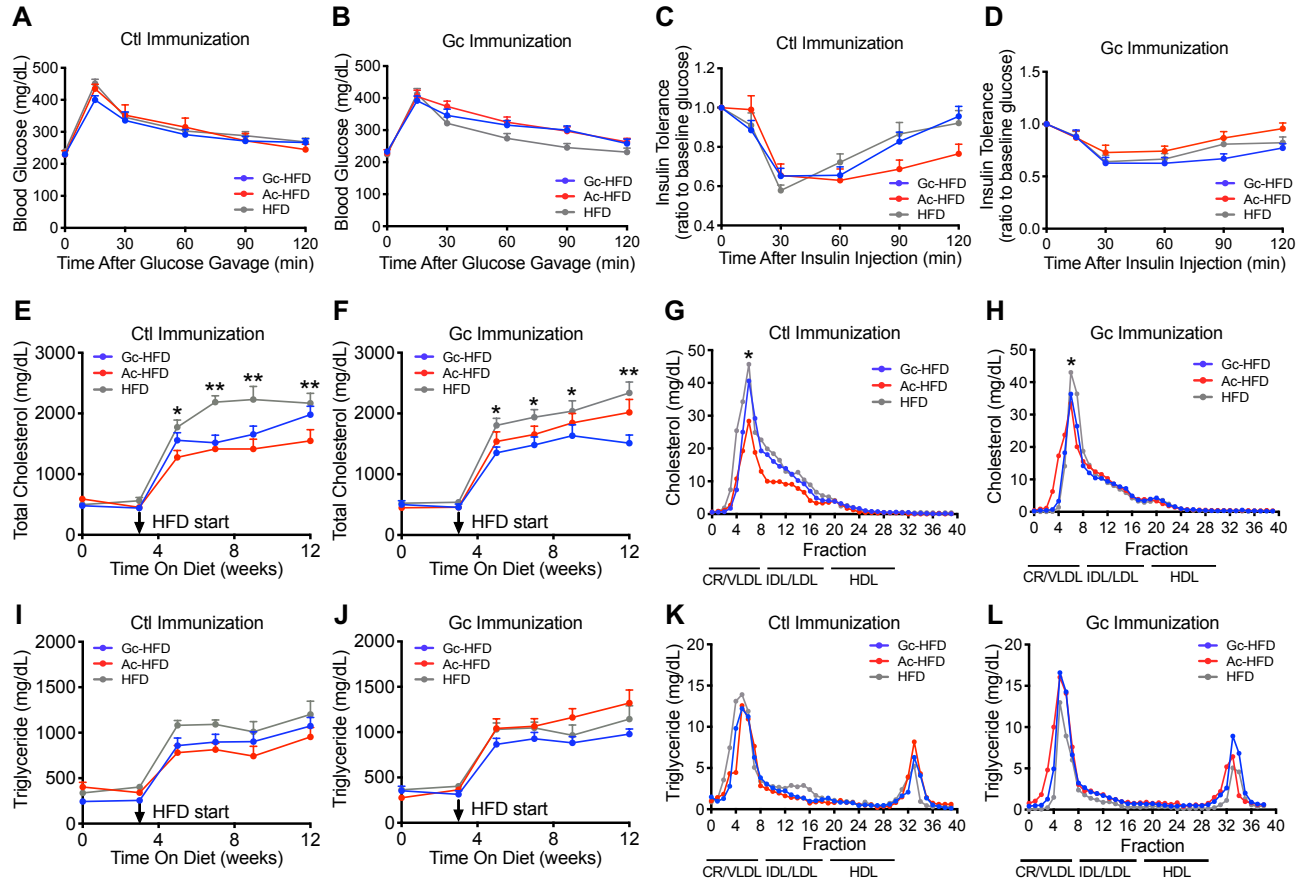 A
Ctl Immunization
Blood Glucose (mg/dL)
500
400
300
200
100
0
Gc-HFD
Ac-HFD
HFD
0 30 60 90 120
Time After Glucose Gavage (min)
B
Gc Immunization
Blood Glucose (mg/dL)
500
400
300
200
100
0
Gc-HFD
Ac-HFD
HFD
0 30 60 90 120
Time After Glucose Gavage (min)
C
Ctl Immunization
Insulin Tolerance
(ratio to baseline glucose)
1.2
1.0
0.8
0.6
0.4
Gc-HFD
Ac-HFD
HFD
0 30 60 90 120
Time After Insulin Injection (min)
D
Gc Immunization
Insulin Tolerance
(ratio to baseline glucose)
1.5
1.0
0.5
0.0
Gc-HFD
Ac-HFD
HFD
0 30 60 90 120
Time After Insulin Injection (min)
E
Ctl Immunization
Total Cholesterol (mg/dL)
3000
2000
1000
0
Gc-HFD
Ac-HFD
HFD
* ** ** **
HFD start
0 4 8 12
Time On Diet (weeks)
F
Gc Immunization
Total Cholesterol (mg/dL)
3000
2000
1000
0
Gc-HFD
Ac-HFD
HFD
* * * **
HFD start
0 4 8 12
Time On Diet (weeks)
G
Ctl Immunization
Cholesterol (mg/dL)
50
40
30
20
10
0
*
Gc-HFD
Ac-HFD
HFD
0 4 8 12 16 20 24 28 32 36 40
Fraction
CR/VLDL IDL/LDL HDL
H
Gc Immunization
Cholesterol (mg/dL)
50
40
30
20
10
0
*
Gc-HFD
Ac-HFD
HFD
0 4 8 12 16 20 24 28 32 36 40
Fraction
CR/VLDL IDL/LDL HDL
I
Ctl Immunization
Triglyceride (mg/dL)
2000
1500
1000
500
0
Gc-HFD
Ac-HFD
HFD
HFD start
0 4 8 12
Time On Diet (weeks)
J
Gc Immunization
Triglyceride (mg/dL)
2000
1500
1000
500
0
Gc-HFD
Ac-HFD
HFD
HFD start
0 4 8 12
Time On Diet (weeks)
K
Ctl Immunization
Triglyceride (mg/dL)
20
15
10
5
0
Gc-HFD
Ac-HFD
HFD
0 4 8 12 16 20 24 28 32 36 40
Fraction
CR/VLDL IDL/LDL HDL
L
Gc Immunization
Triglyceride (mg/dL)
20
15
10
5
0
Gc-HFD
Ac-HFD
HFD
0 4 8 12 16 20 24 28 32 36 40
Fraction
CR/VLDL IDL/LDL HDL